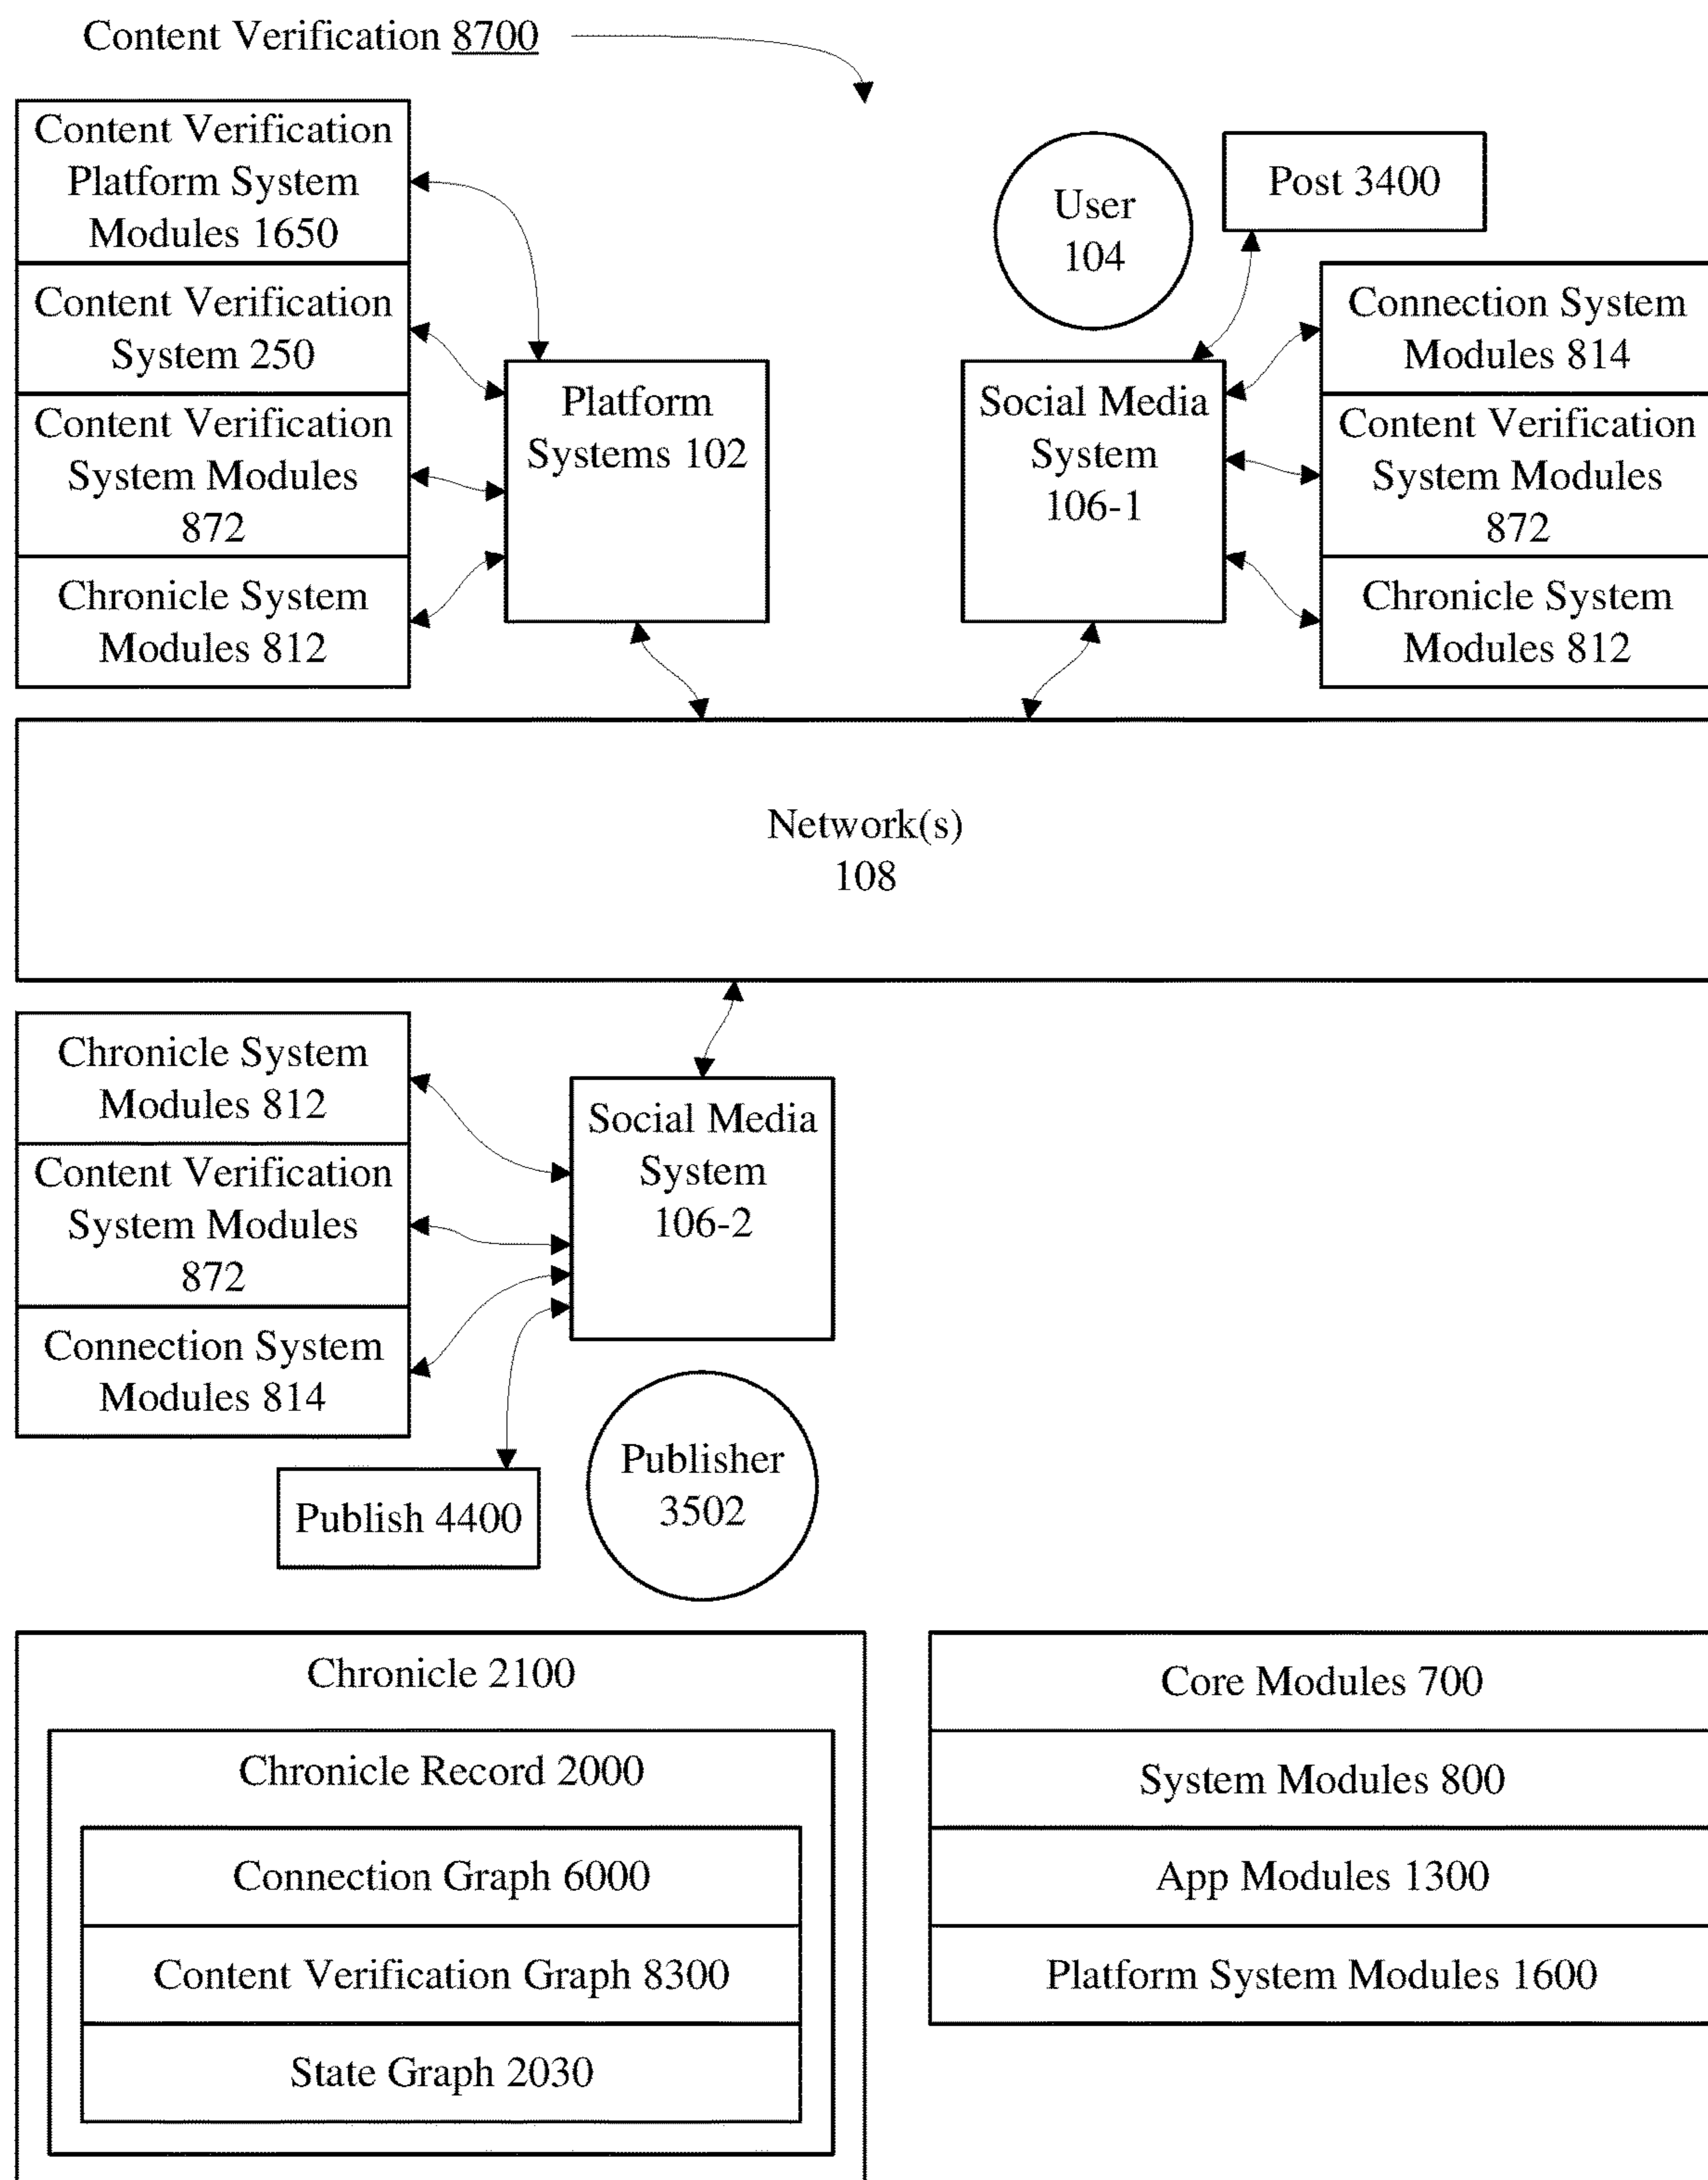 Content Verification 8700
Content Verification
Platform System
Modules 1650
Content Verification
System 250
Content Verification
System Modules
872
Chronicle System
Modules 812
Platform
Systems 102
User
104
Post 3400
Social Media
System
106-1
Connection System
Modules 814
Content Verification
System Modules
872
Chronicle System
Modules 812
Network(s)
108
Chronicle System
Modules 812
Content Verification
System Modules
872
Connection System
Modules 814
Social Media
System
106-2
Publish 4400
Publisher
3502
Chronicle 2100
Chronicle Record 2000
Connection Graph 6000
Content Verification Graph 8300
State Graph 2030
Core Modules 700
System Modules 800
App Modules 1300
Platform System Modules 1600